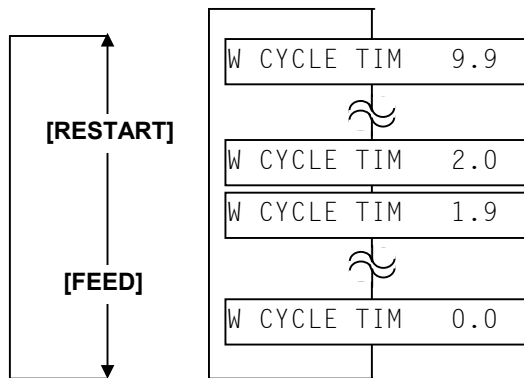 W CYCLE TIM 9.9
[RESTART]
W CYCLE TIM 2.0
W CYCLE TIM 1.9
[FEED]
W CYCLE TIM 0.0